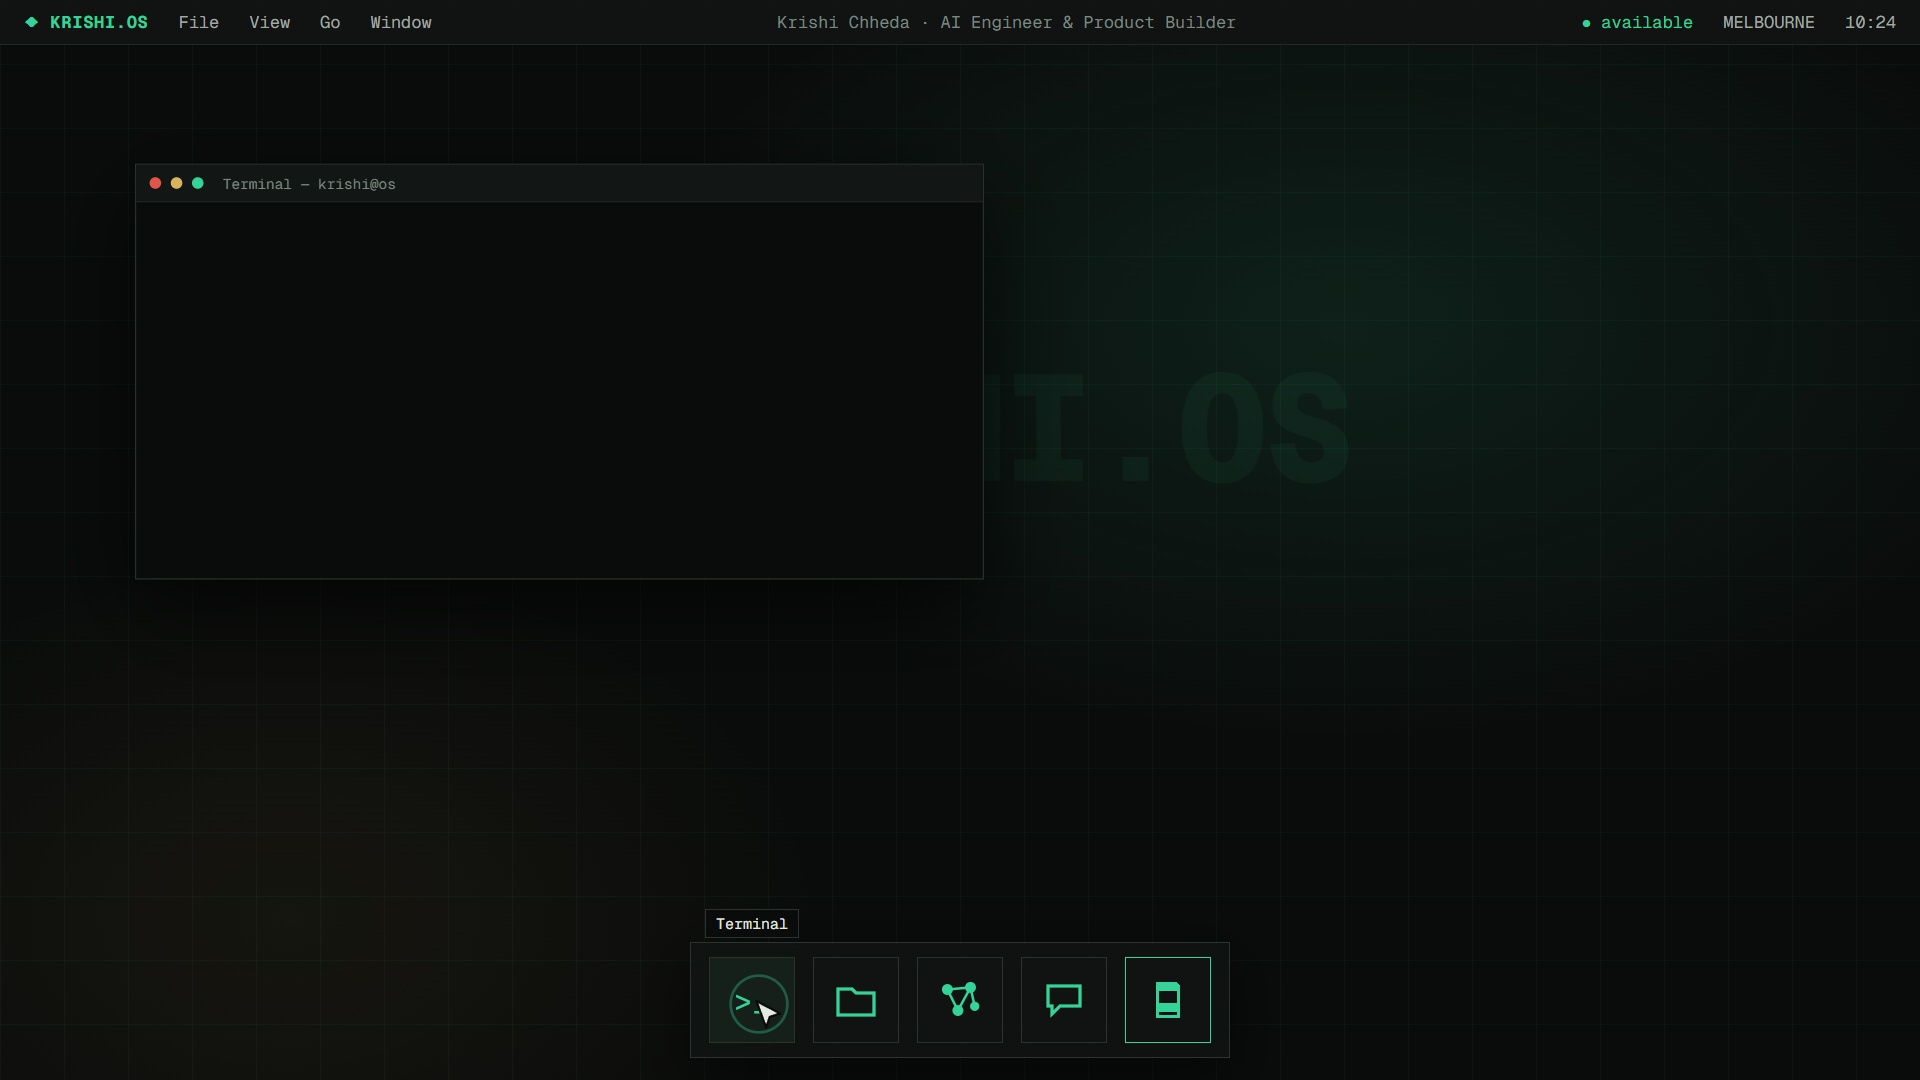 KRISHI.OS File View Go Window Krishi Chheda · AI Engineer & Product Builder available MELBOURNE 10:24
Terminal — krishi@os
I.OS
Terminal
>_